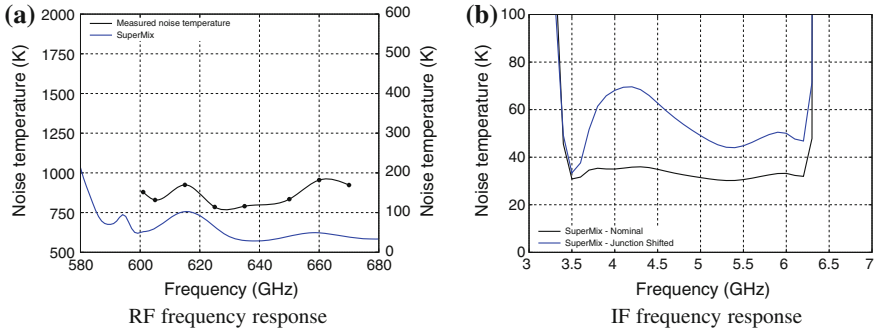 (a)
Noise temperature (K)
2000
1750
1500
1250
1000
750
500
Measured noise temperature
SuperMix
600
500
400
300
200
100
0
Noise temperature (K)
580 600 620 640 660 680
Frequency (GHz)
RF frequency response
(b)
Noise temperature (K)
100
80
60
40
20
0
SuperMix - Nominal
SuperMix - Junction Shifted
3 3.5 4 4.5 5 5.5 6 6.5 7
Frequency (GHz)
IF frequency response